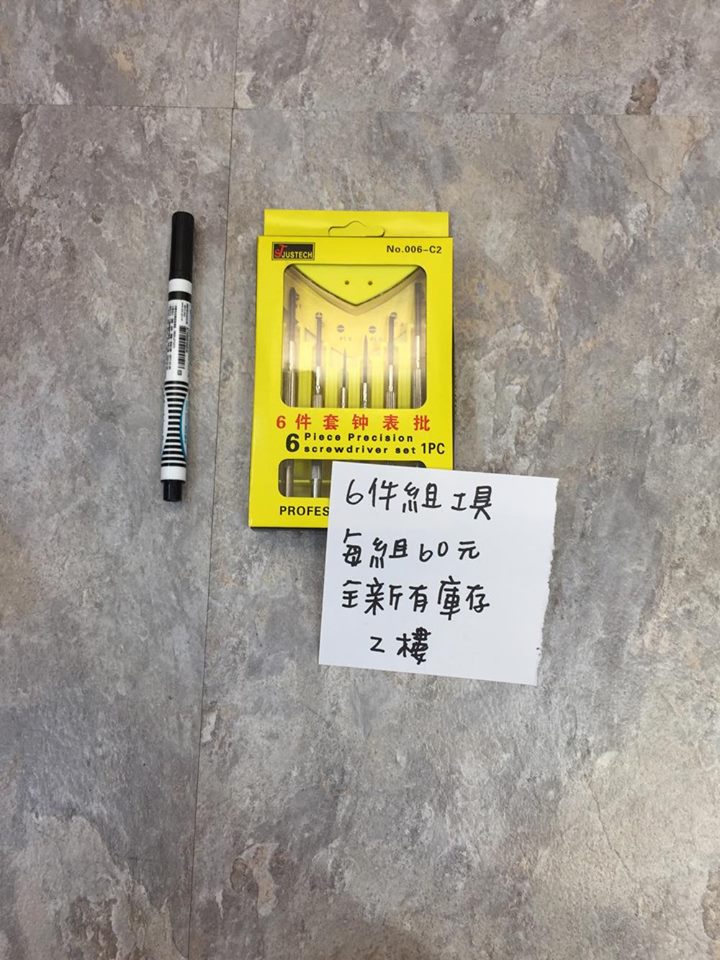 STJUSTECH
No.006-C2
6件套钟表批
6 Piece Precision
screwdriver set 1PC
PROFES
6件組工具
每組60元
全新有庫存
2樓